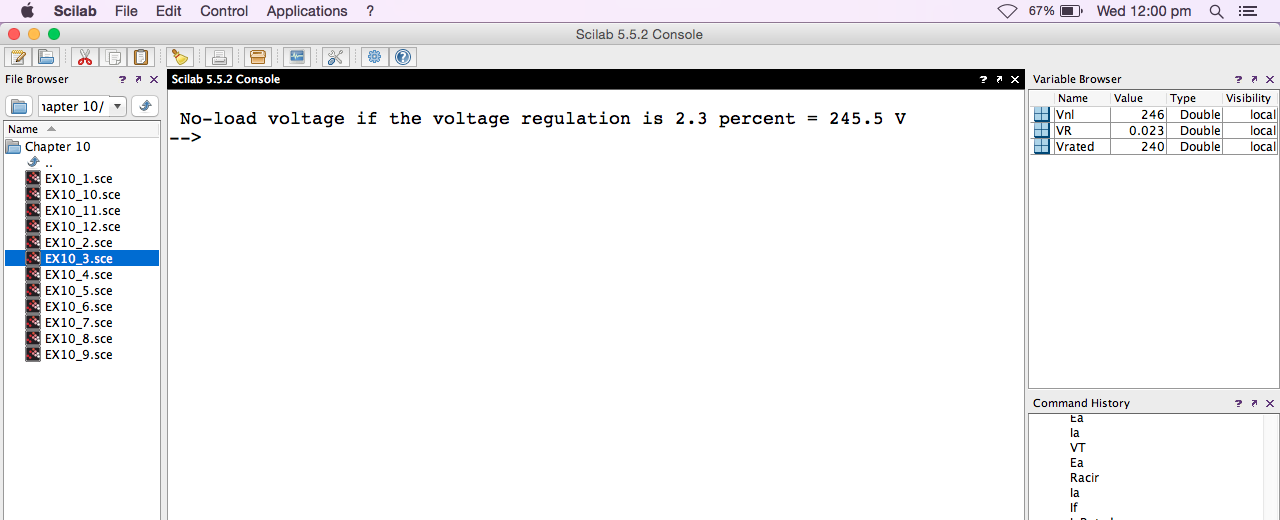 Scilab File Edit Control Applications ? 67% Wed 12:00 pm
Scilab 5.5.2 Console
File Browser ? Scilab 5.5.2 Console ? Variable Browser ?
hapter 10/
Name
Chapter 10
..
EX10_1.sce
EX10_10.sce
EX10_11.sce
EX10_12.sce
EX10_2.sce
EX10_3.sce
EX10_4.sce
EX10_5.sce
EX10_6.sce
EX10_7.sce
EX10_8.sce
EX10_9.sce
No-load voltage if the voltage regulation is 2.3 percent = 245.5 V
-->
Name Value Type Visibility
Vnl 246 Double local
VR 0.023 Double local
Vrated 240 Double local
Command History ?
Ea
Ia
VT
Ea
Racir
Ia
If